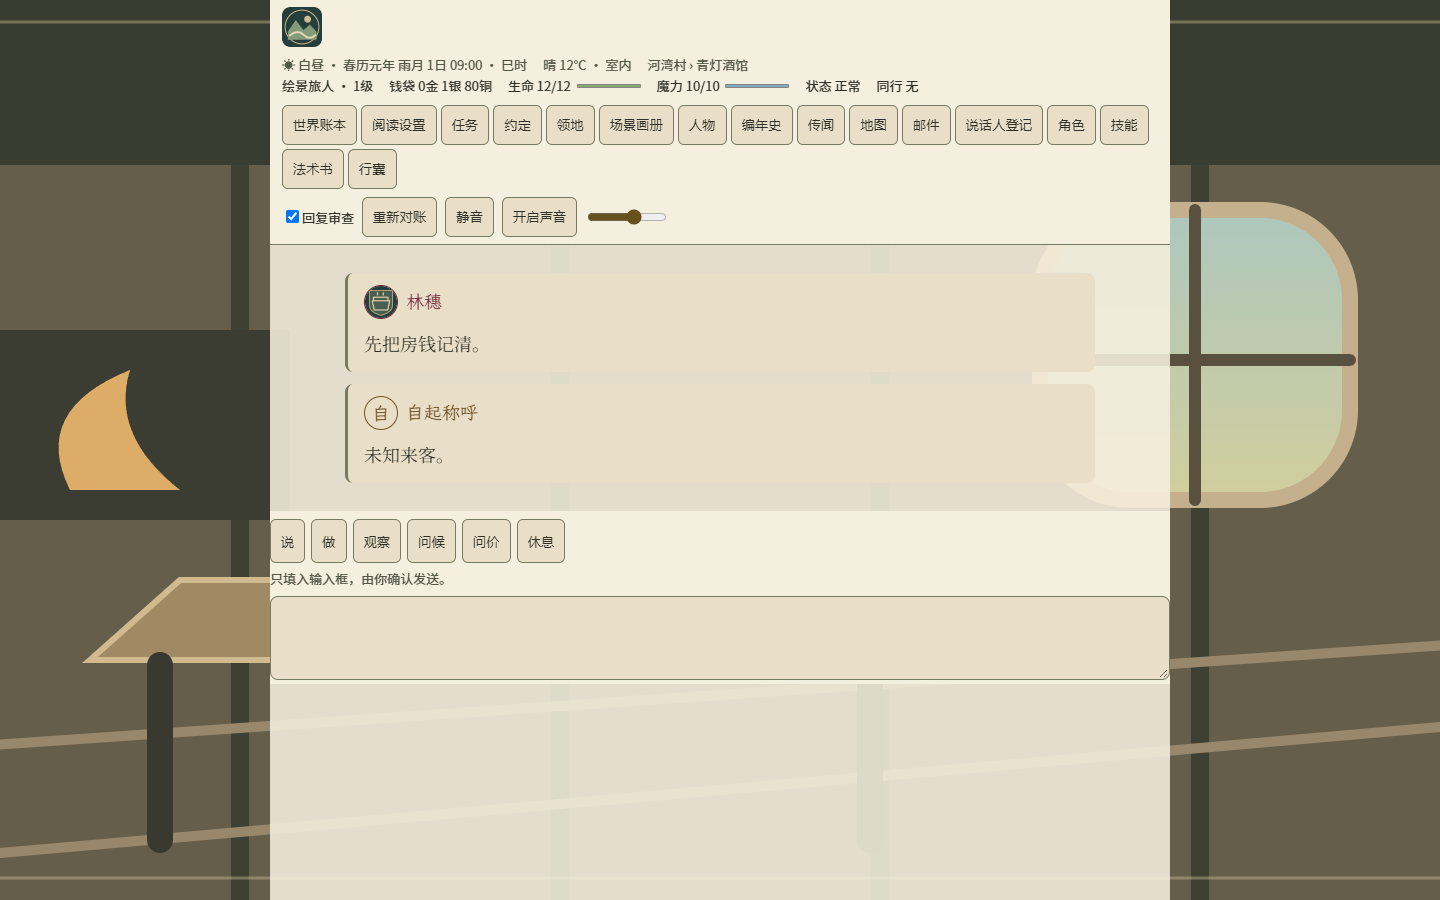 白昼 · 春历元年 雨月 1日 09:00 · 巳时 晴 12°C · 室内 河湾村 › 青灯酒馆
绘景旅人 · 1级 钱袋 0金 1银 80铜 生命 12/12 魔力 10/10 状态 正常 同行 无
世界账本 阅读设置 任务 约定 领地 场景画册 人物 编年史 传闻 地图 邮件 说话人登记 角色 技能
法术书 行囊
回复审查 重新对账 静音 开启声音
林穗
先把房钱记清。
自 自起称呼
未知来客。
说 做 观察 问候 问价 休息
只填入输入框，由你确认发送。